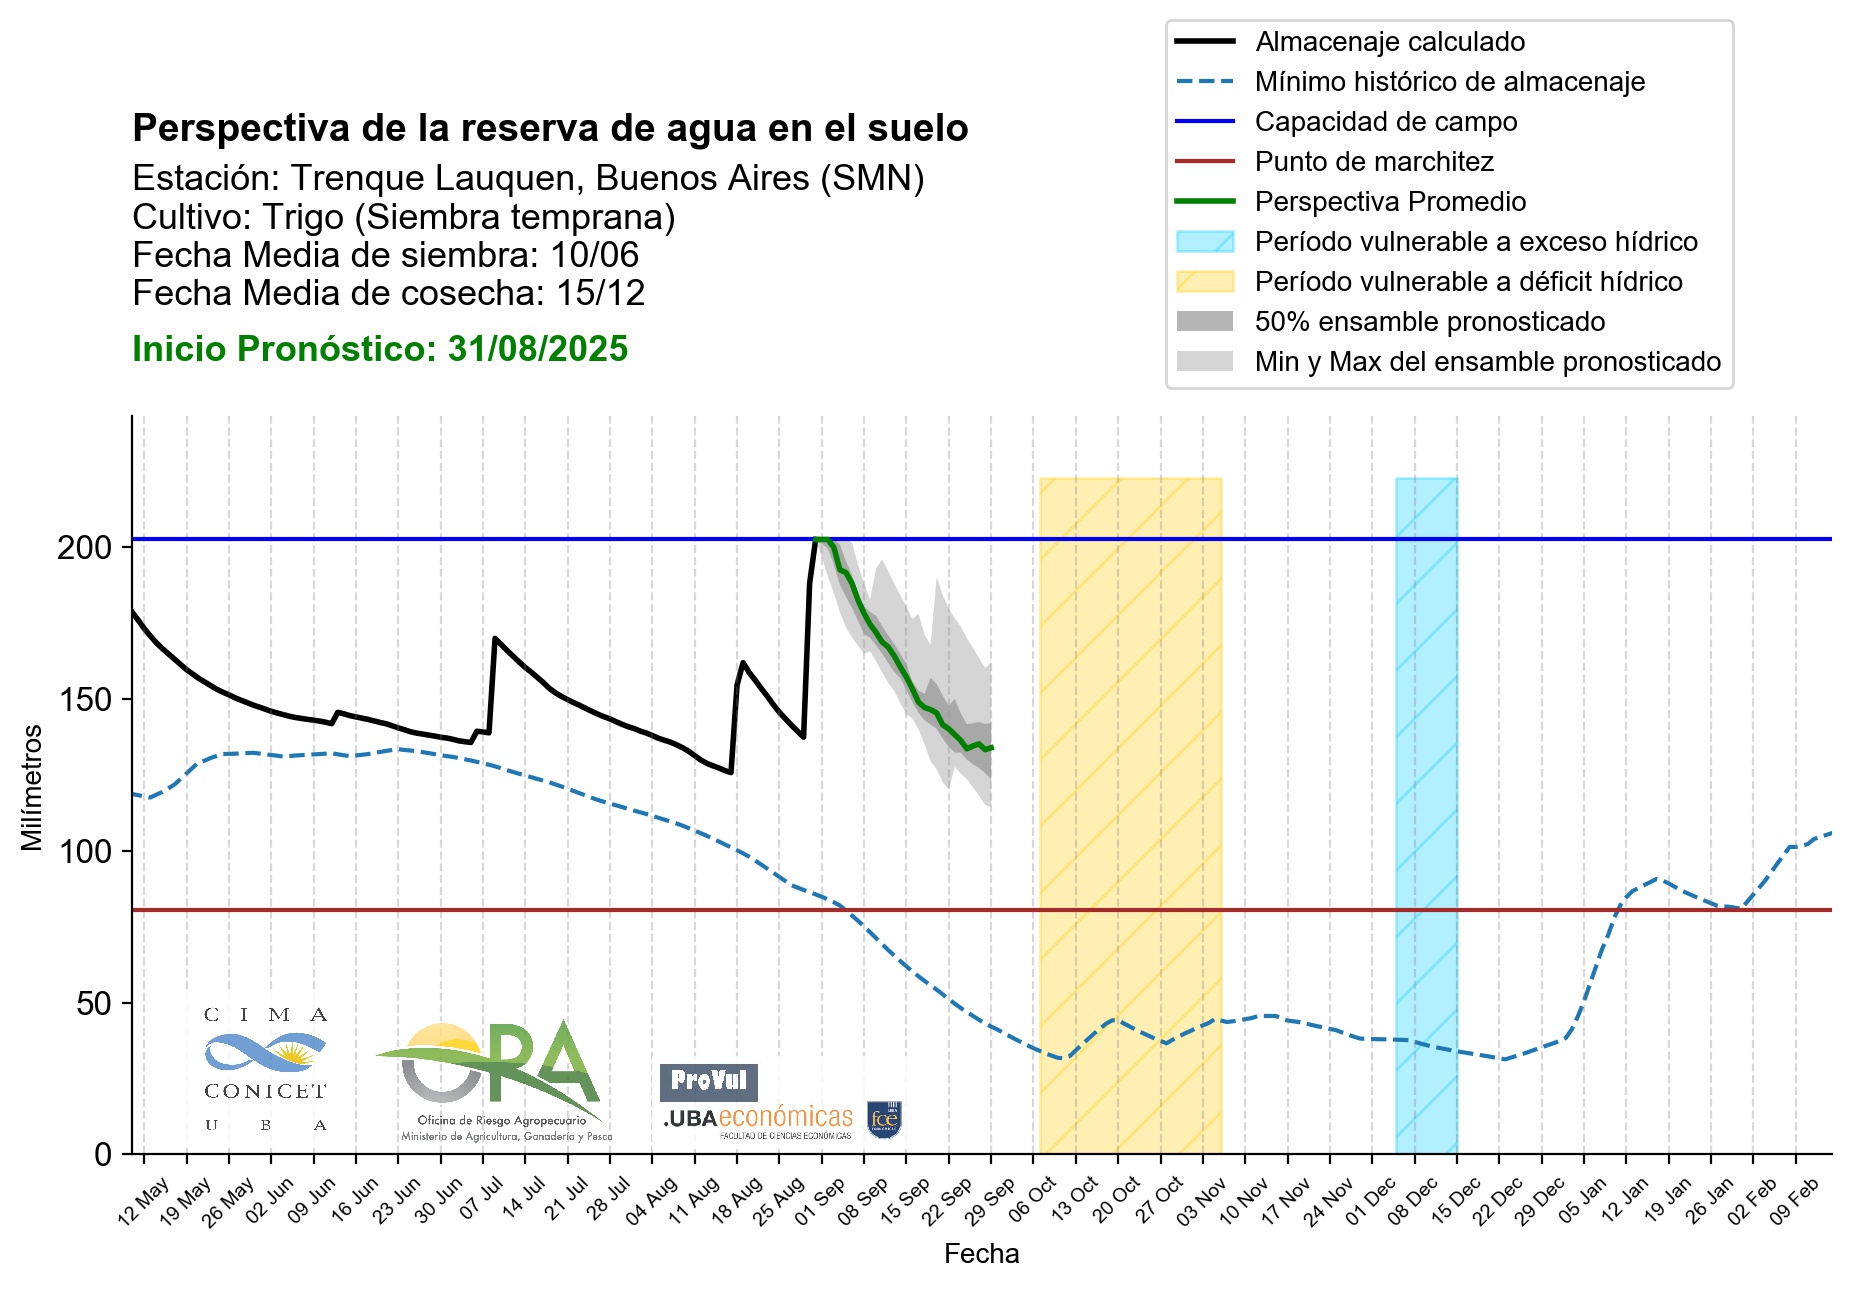 Almacenaje calculado
Mínimo histórico de almacenaje
Capacidad de campo
Punto de marchitez
Perspectiva Promedio
Período vulnerable a exceso hídrico
Período vulnerable a déficit hídrico
50% ensamble pronosticado
Min y Max del ensamble pronosticado
Perspectiva de la reserva de agua en el suelo
Estación: Trenque Lauquen, Buenos Aires (SMN)
Cultivo: Trigo (Siembra temprana)
Fecha Media de siembra: 10/06
Fecha Media de cosecha: 15/12
Inicio Pronóstico: 31/08/2025
Milímetros
200
150
100
50
0
CIMA
CONICET
UBA
ORA
Oficina de Riesgo Agropecuario
Ministerio de Agricultura, Ganadería y Pesca
ProVul
.UBAeconómicas
FACULTAD DE CIENCIAS ECONÓMICAS
fce
12 May
19 May
26 May
02 Jun
09 Jun
16 Jun
23 Jun
30 Jun
07 Jul
14 Jul
21 Jul
28 Jul
04 Aug
11 Aug
18 Aug
25 Aug
01 Sep
08 Sep
15 Sep
22 Sep
29 Sep
06 Oct
13 Oct
20 Oct
27 Oct
03 Nov
10 Nov
17 Nov
24 Nov
01 Dec
08 Dec
15 Dec
22 Dec
29 Dec
05 Jan
12 Jan
19 Jan
26 Jan
02 Feb
09 Feb
Fecha